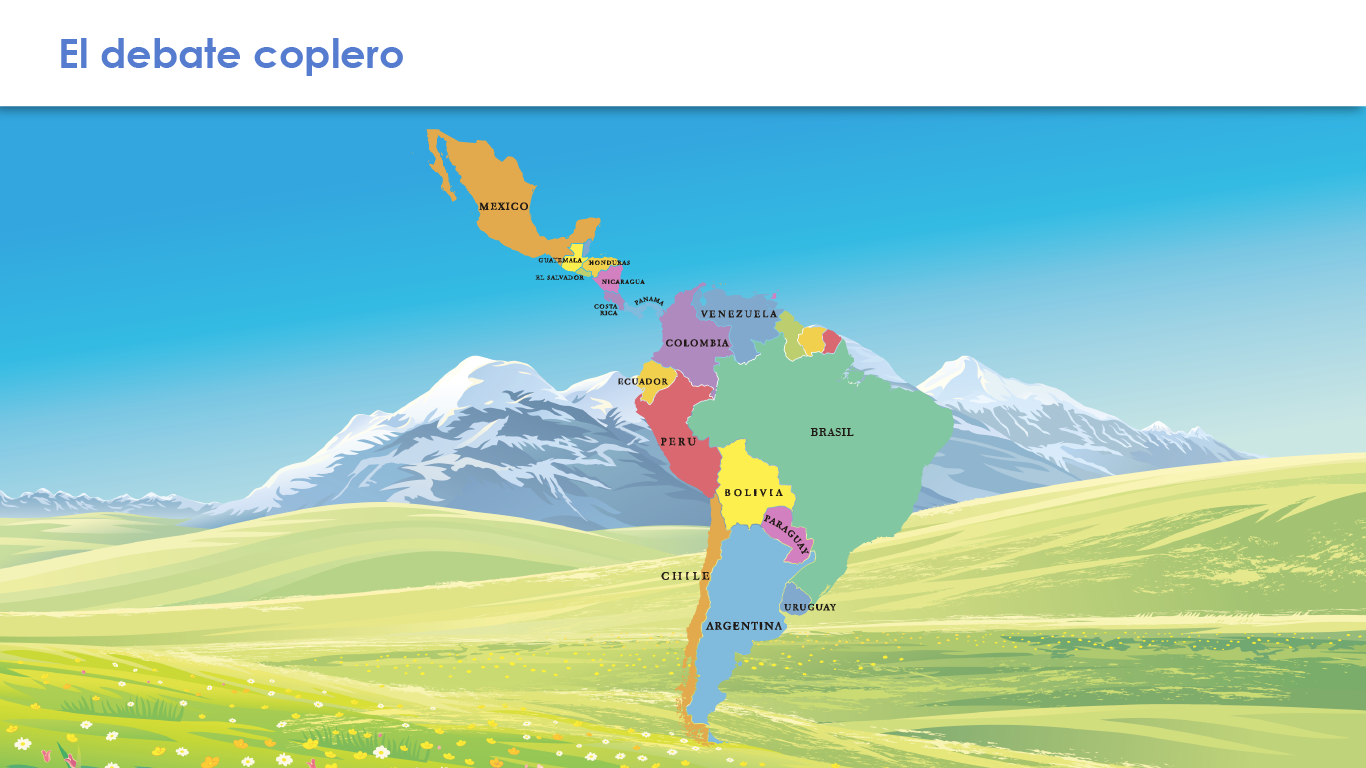 El debate coplero
MEXICO
GUATEMALA
HONDURAS
EL SALVADOR
NICARAGUA
COSTA
RICA
PANAMA
VENEZUELA
COLOMBIA
ECUADOR
PERU
BRASIL
BOLIVIA
PARAGUAY
CHILE
URUGUAY
ARGENTINA